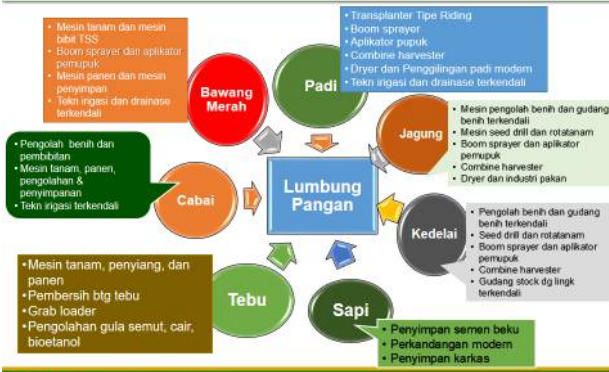 • Mesin tanam dan mesin
bibit TSS
• Boom sprayer dan aplikator
pemupuk
• Mesin panen dan mesin
penyimpan
• Tekn irigasi dan drainase
terkendali
Bawang
Merah
Padi
• Transplanter Tipe Riding
• Boom sprayer
• Aplikator pupuk
• Combine harvester
• Dryer dan Penggilingan padi modern
• Tekn irigasi dan drainase terkendali
Jagung
• Mesin pengolah benih dan gudang
benih terkendali
• Mesin seed drill dan rotatanam
• Boom sprayer dan aplikator
pemupuk
• Combine harvester
• Dryer dan industri pakan
• Pengolah benih dan
pembibitan
• Mesin tanam, panen,
pengolahan &
penyimpanan
• Tekn irigasi terkendali
Cabai
Lumbung
Pangan
Kedelai
• Pengolah benih dan gudang
benih terkendali
• Seed drill dan rotatanam
• Boom sprayer dan aplikator
pemupuk
• Combine harvester
• Gudang stock dg lingk
terkendali
• Mesin tanam, penyiang, dan
panen
• Pembersih btg tebu
• Grab loader
• Pengolahan gula semut, cair,
bioetanol
Tebu
Sapi
• Penyimpan semen beku
• Perkandangan modern
• Penyimpan karkas